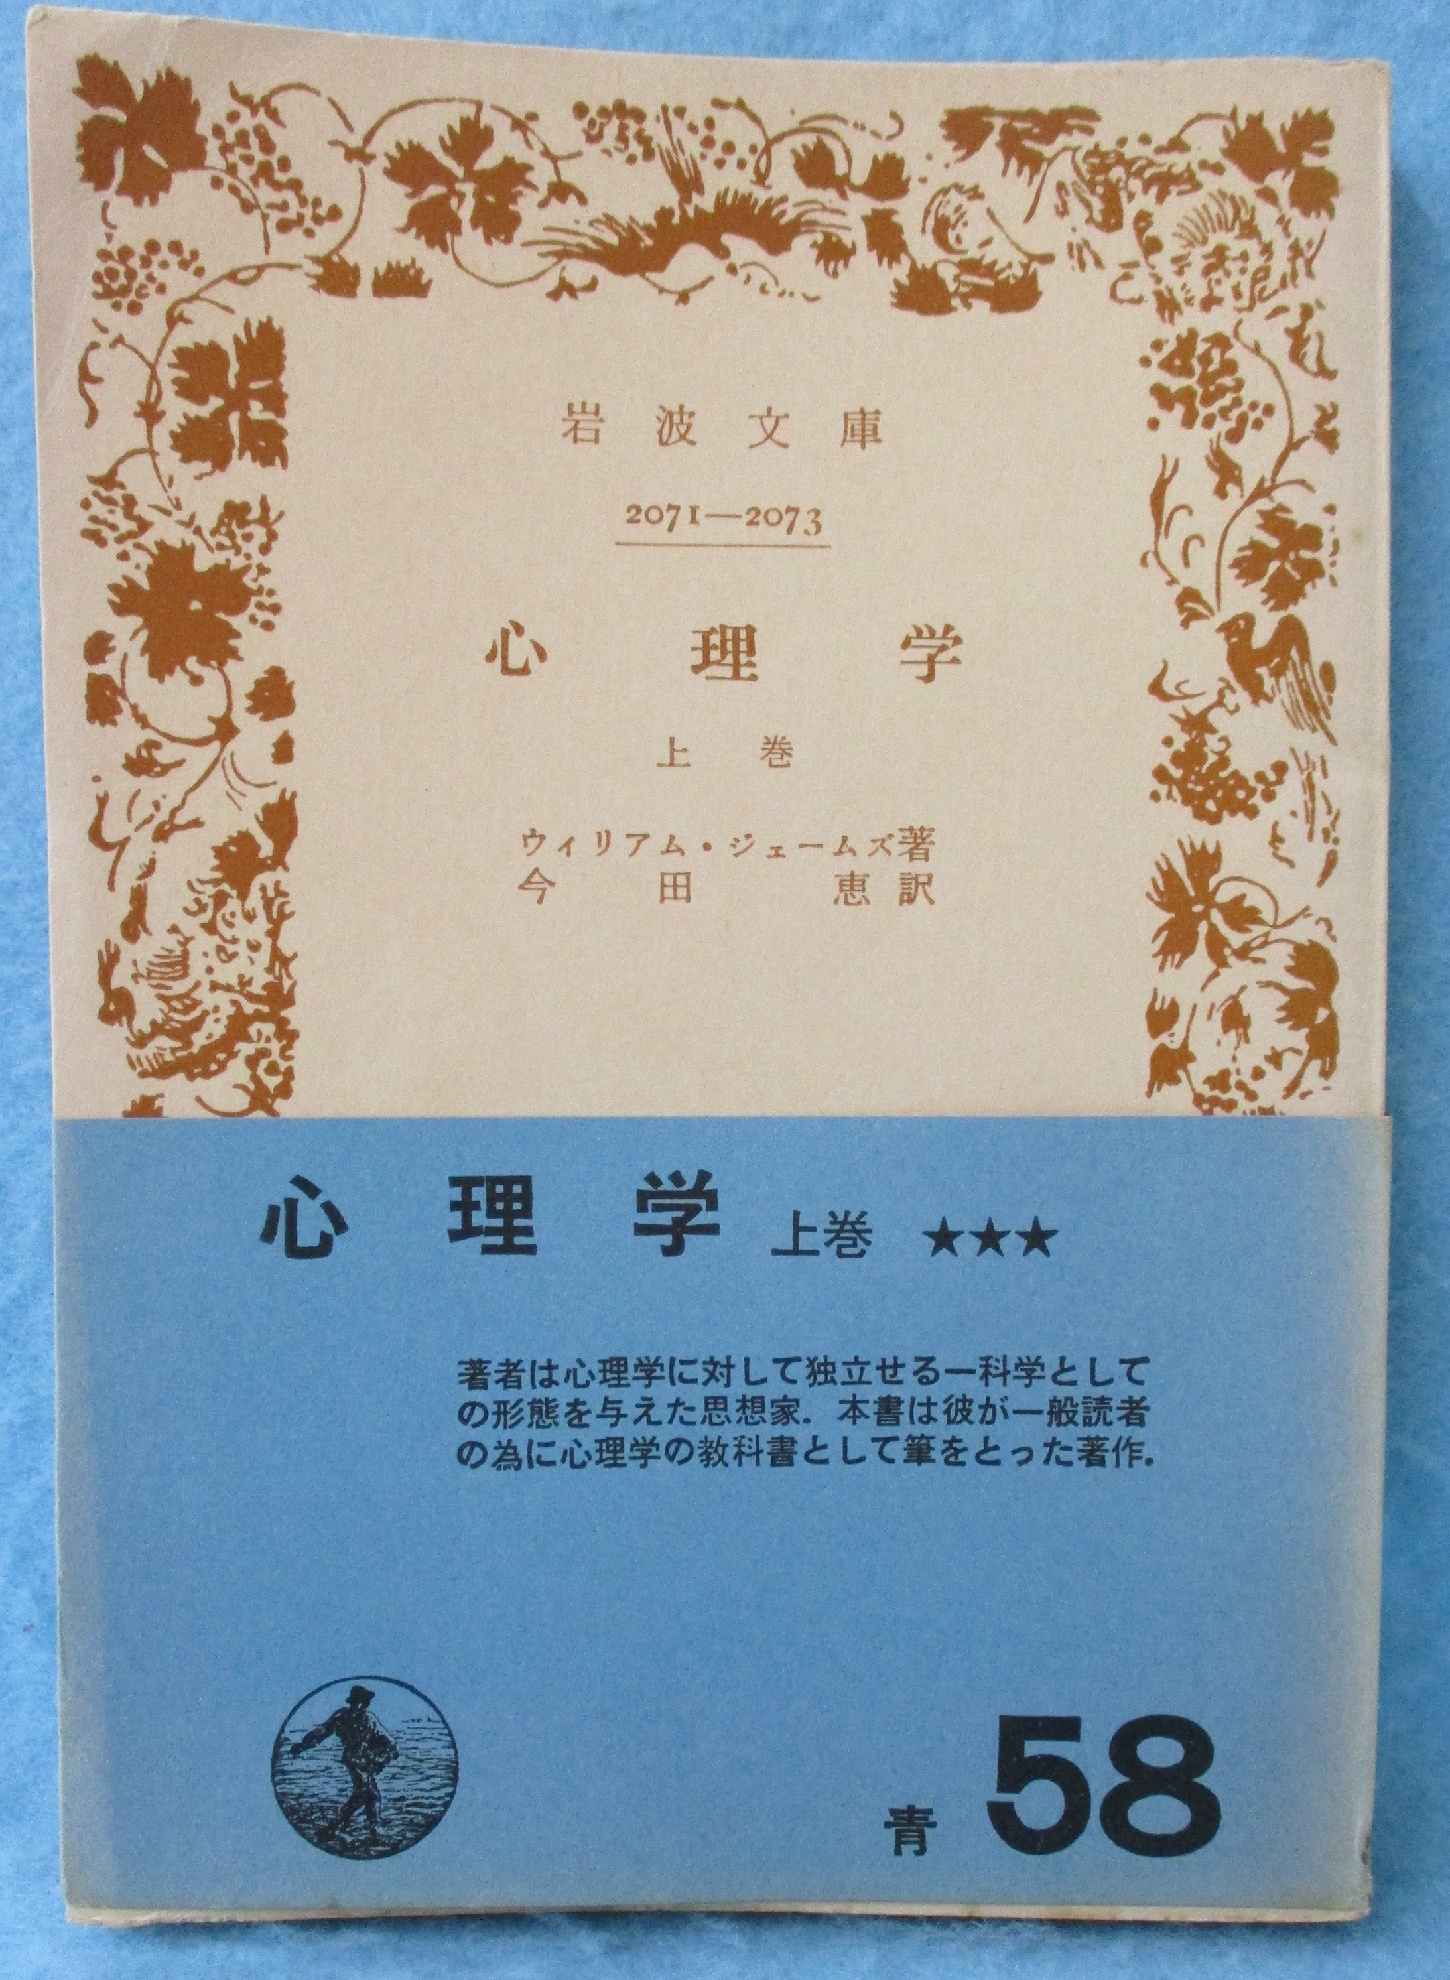 岩波文庫
2071—2073
心理学
上巻
ウィリアム・ジェームズ著
今田恵訳
心理学 上巻 ★★★
著者は心理学に対して独立せる一科学として
の形態を与えた思想家．本書は彼が一般読者
の為に心理学の教科書として筆をとった著作．
青 58